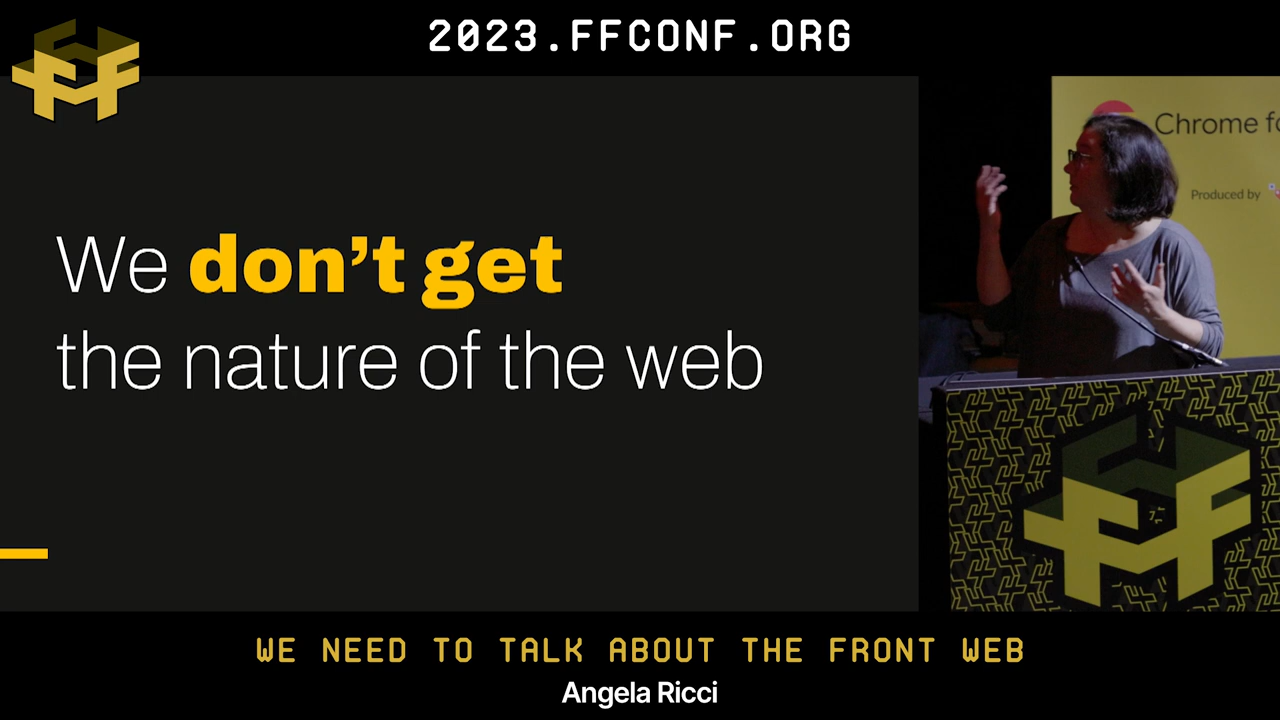 2023.FFCONF.ORG
Chrome fo
Produced by
We don't get
the nature of the web
WE NEED TO TALK ABOUT THE FRONT WEB
Angela Ricci